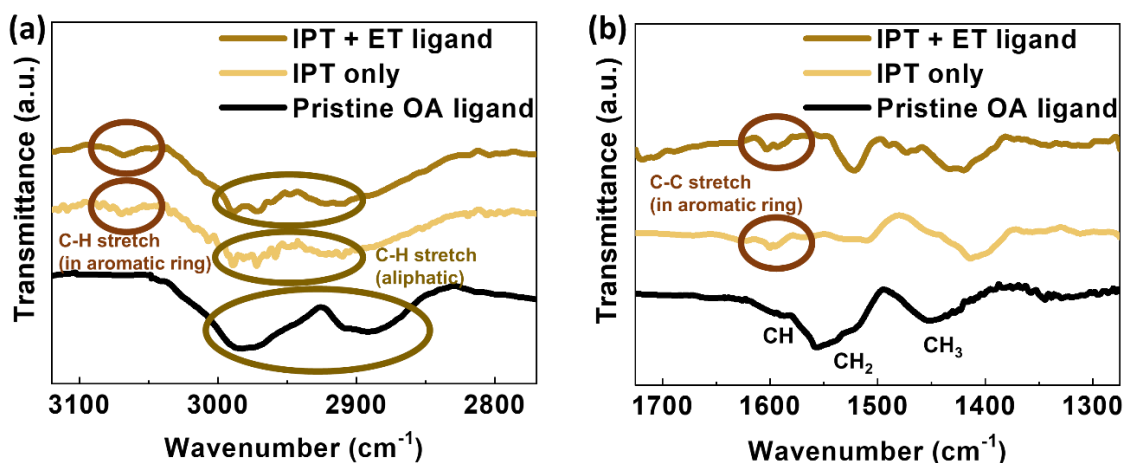 (a)
IPT + ET ligand
IPT only
Pristine OA ligand
Transmittance (a.u.)
C-H stretch
(in aromatic ring)
C-H stretch
(aliphatic)
3100 3000 2900 2800
Wavenumber (cm-1)
(b)
IPT + ET ligand
IPT only
Pristine OA ligand
Transmittance (a.u.)
C-C stretch
(in aromatic ring)
CH
CH2
CH3
1700 1600 1500 1400 1300
Wavenumber (cm-1)